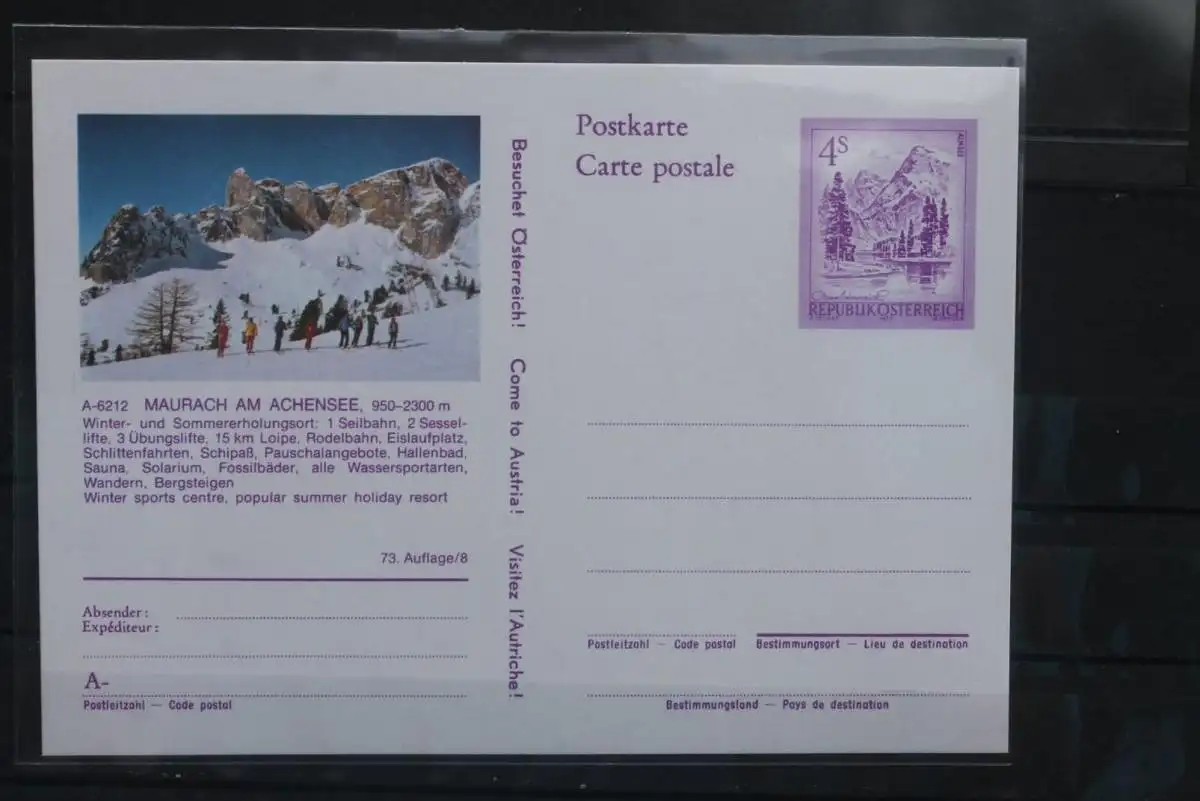 Postkarte
Carte postale
4S
ALMSEE
REPUBLIK ÖSTERREICH
Besuchet Österreich! Come to Austria! Visitez l'Autriche!
A-6212 MAURACH AM ACHENSEE, 950–2300 m
Winter- und Sommererholungsort: 1 Seilbahn, 2 Sessel-
lifte, 3 Übungslifte, 15 km Loipe, Rodelbahn, Eislaufplatz,
Schlittenfahrten, Schipaß, Pauschalangebote, Hallenbad,
Sauna, Solarium, Fossilbäder, alle Wassersportarten,
Wandern, Bergsteigen
Winter sports centre, popular summer holiday resort
73. Auflage/8
Absender:
Expéditeur:
A-
Postleitzahl — Code postal
Postleitzahl — Code postal
Bestimmungsort — Lieu de destination
Bestimmungsland — Pays de destination